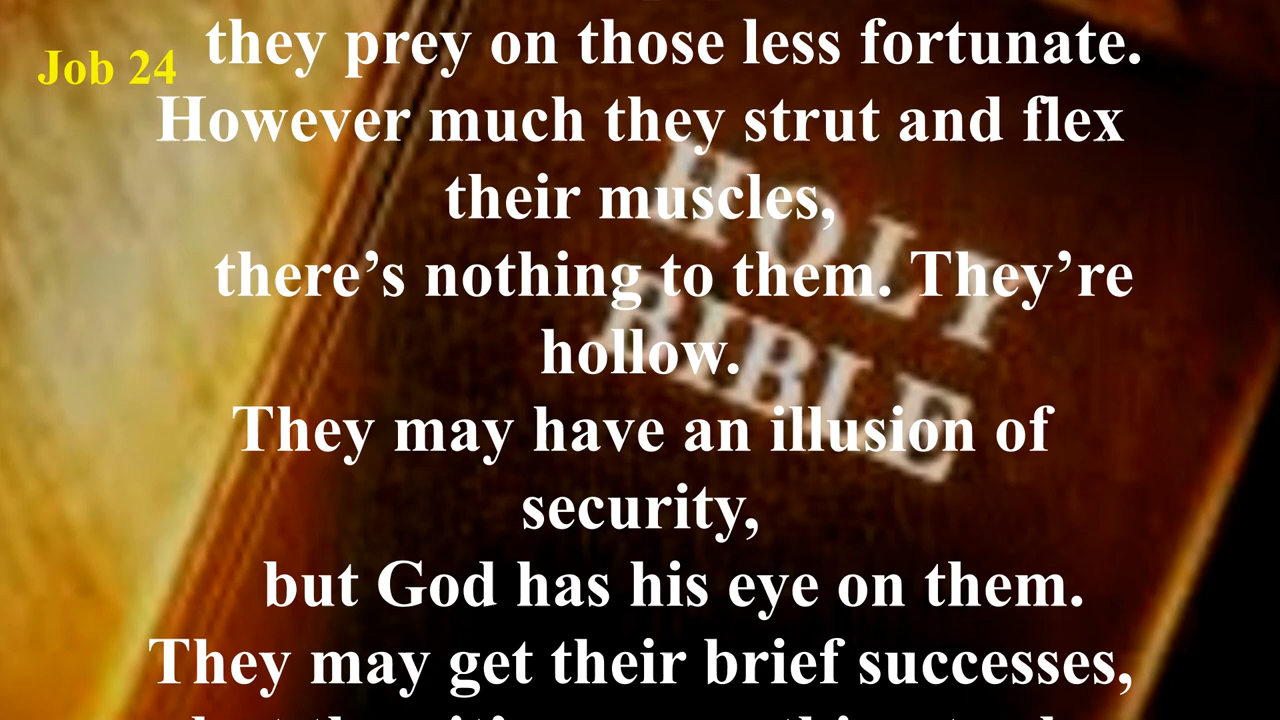 they prey on those less fortunate.
Job 24
However much they strut and flex
their muscles,
there’s nothing to them. They’re
hollow.
They may have an illusion of
security,
but God has his eye on them.
They may get their brief successes,
HOLY
BIBLE